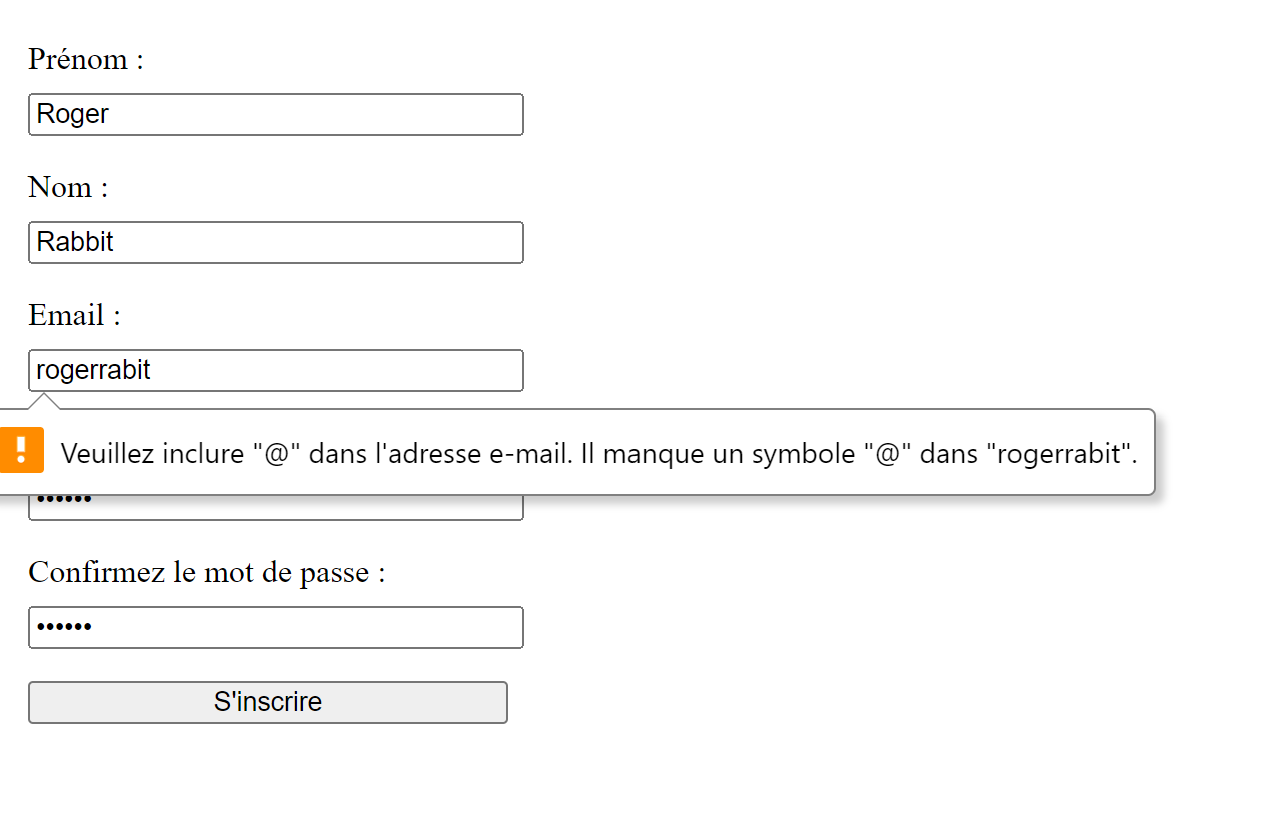 Prénom :
Roger
Nom :
Rabbit
Email :
rogerrabit
! Veuillez inclure "@" dans l'adresse e-mail. Il manque un symbole "@" dans "rogerrabit".
••••••
Confirmez le mot de passe :
••••••
S'inscrire